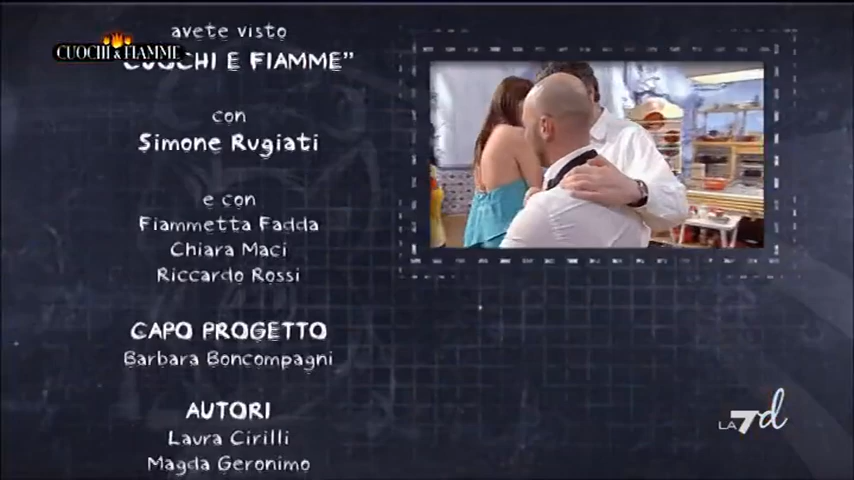 avete visto
CUOCHI & FIAMME
"CUOCHI E FIAMME"
con
Simone Rugiati
e con
Fiammetta Fadda
Chiara Maci
Riccardo Rossi
CAPO PROGETTO
Barbara Boncompagni
AUTORI
Laura Cirilli
Magda Geronimo
LA7d